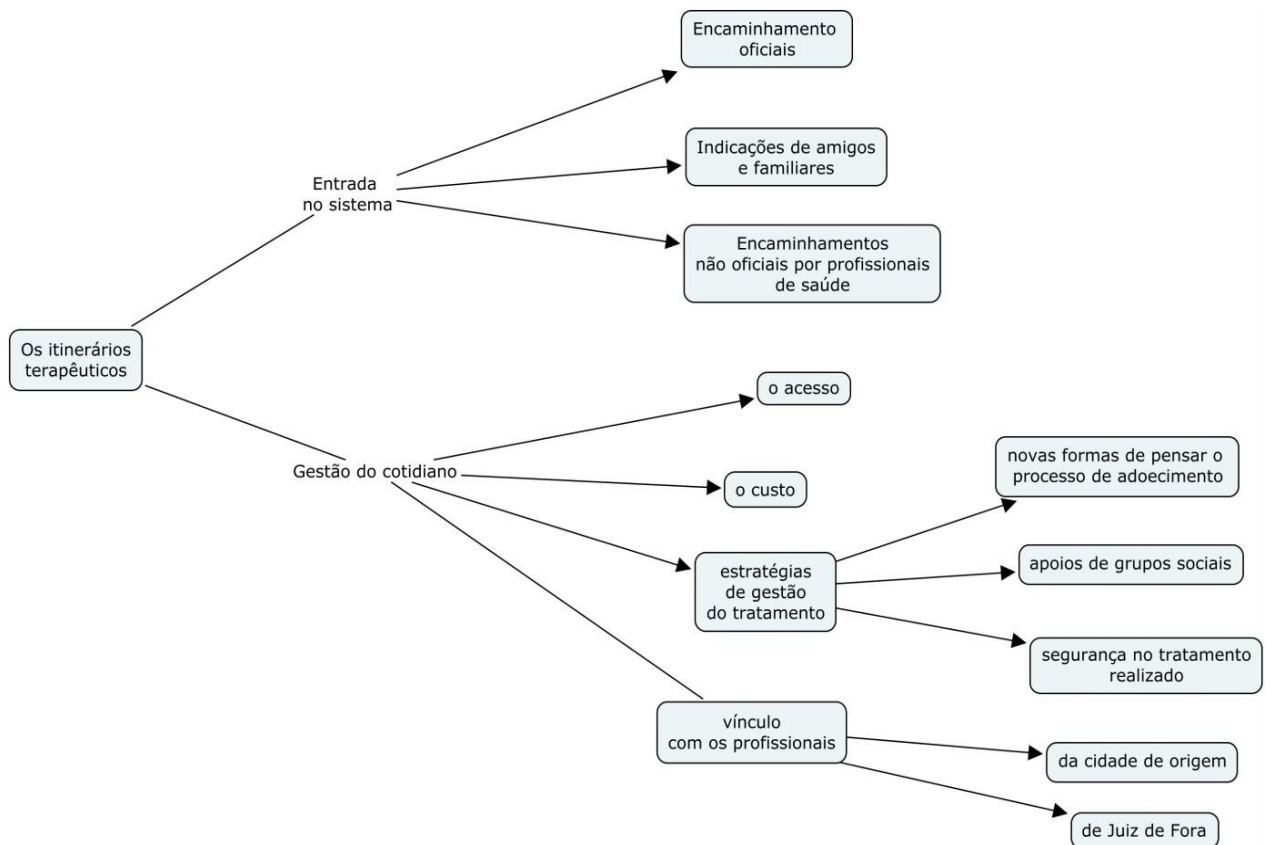 Encaminhamento
oficiais
Indicações de amigos
e familiares
Entrada
no sistema
Encaminhamentos
não oficiais por profissionais
de saúde
Os itinerários
terapêuticos
o acesso
Gestão do cotidiano
o custo
novas formas de pensar o
processo de adoecimento
estratégias
de gestão
do tratamento
apoios de grupos sociais
segurança no tratamento
realizado
vínculo
com os profissionais
da cidade de origem
de Juiz de Fora